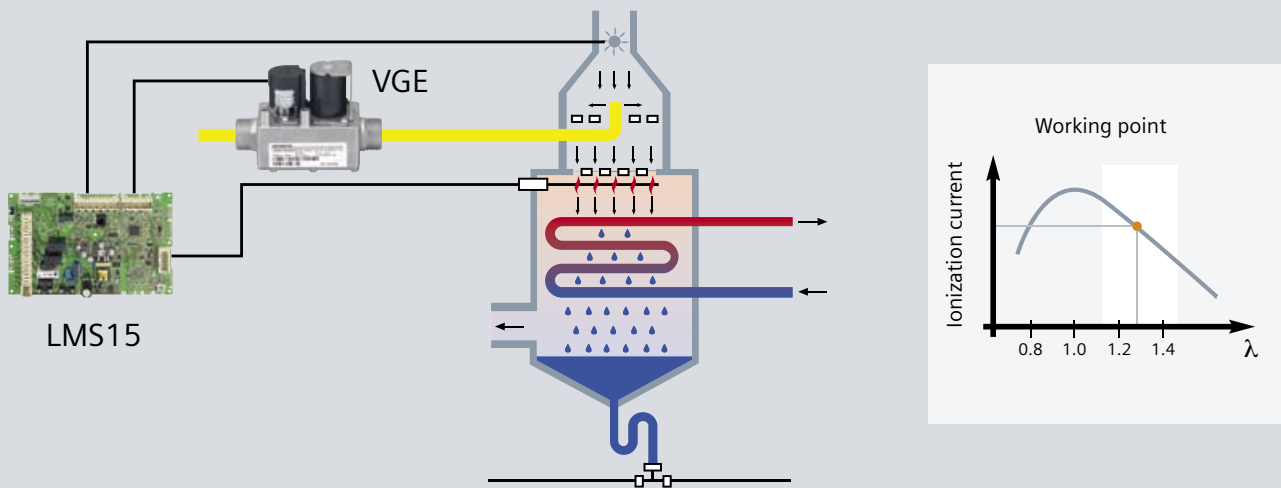 VGE
LMS15
Working point
Ionization current
0.8 1.0 1.2 1.4
λ